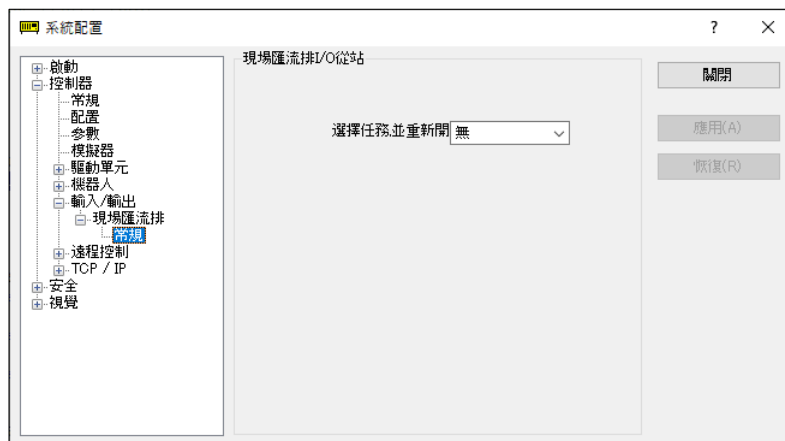 系統配置
?
啟動
控制器
常規
配置
參數
模擬器
驅動單元
機器人
輸入/輸出
現場匯流排
常規
遠程控制
TCP / IP
安全
視覺
現場匯流排I/O從站
選擇任務,並重新開
無
關閉
應用(A)
恢復(R)